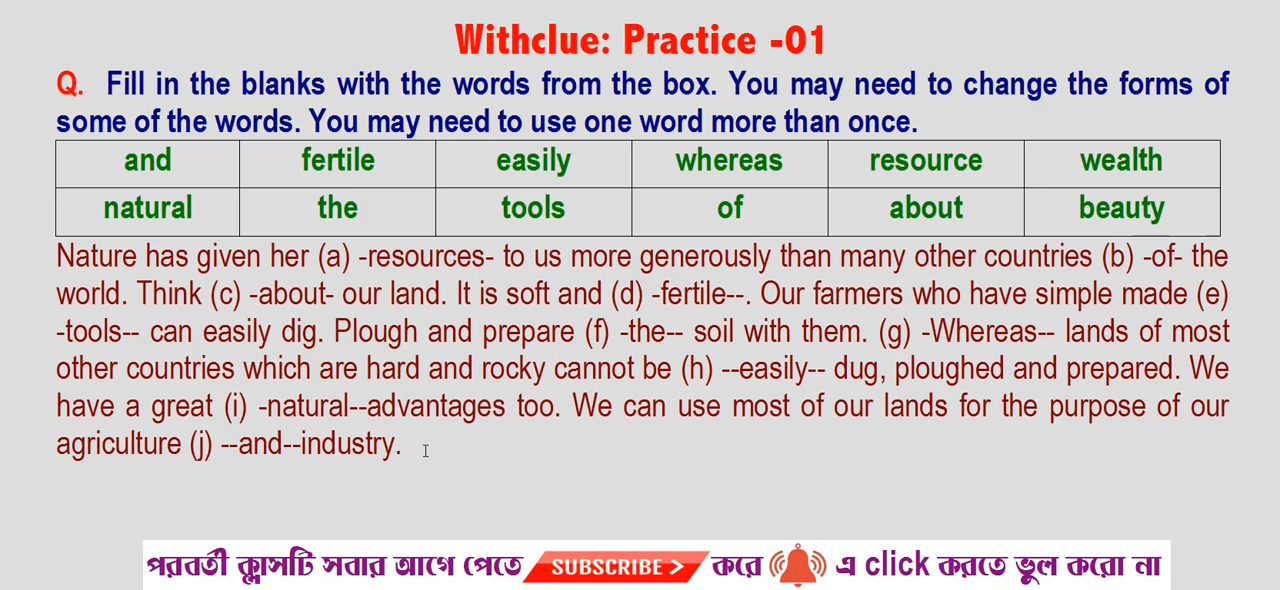 Withclue: Practice -01
Q. Fill in the blanks with the words from the box. You may need to change the forms of
some of the words. You may need to use one word more than once.
and fertile easily whereas resource wealth
natural the tools of about beauty
Nature has given her (a) -resources- to us more generously than many other countries (b) -of- the
world. Think (c) -about- our land. It is soft and (d) -fertile--. Our farmers who have simple made (e)
-tools-- can easily dig. Plough and prepare (f) -the-- soil with them. (g) -Whereas-- lands of most
other countries which are hard and rocky cannot be (h) --easily-- dug, ploughed and prepared. We
have a great (i) -natural--advantages too. We can use most of our lands for the purpose of our
agriculture (j) --and--industry.
পরবর্তী ক্লাসটি সবার আগে পেতে SUBSCRIBE > করে এ click করতে ভুল করো না